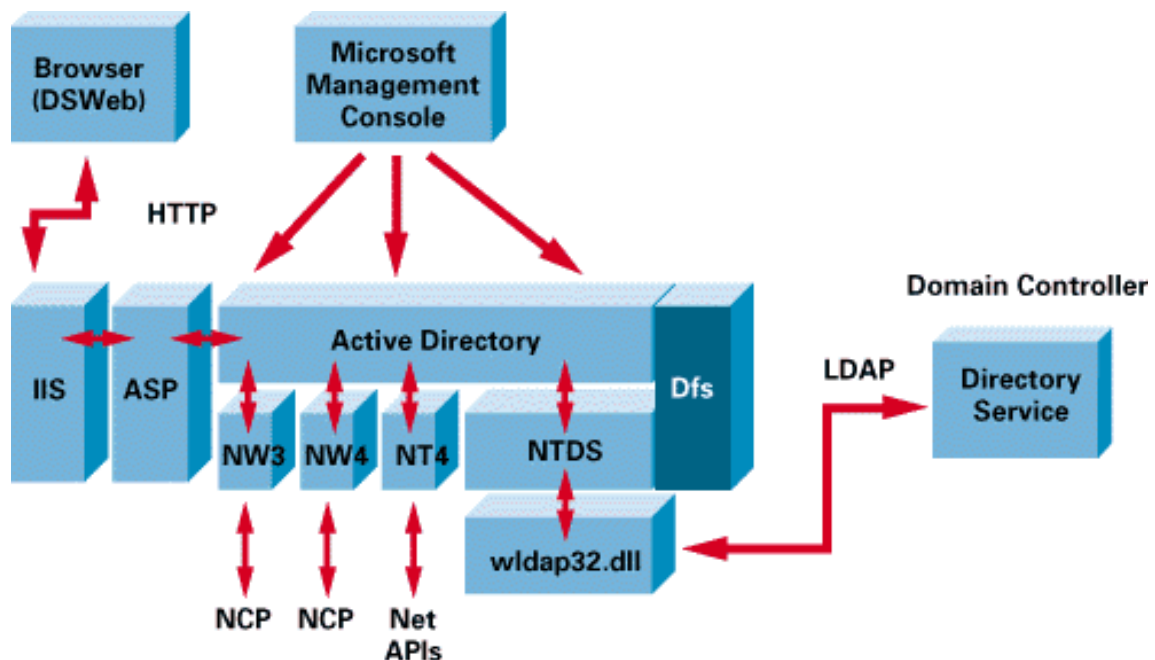 Browser
(DSWeb)
Microsoft
Management
Console
HTTP
Domain Controller
IIS
ASP
Active Directory
Dfs
LDAP
Directory
Service
NW3
NW4
NT4
NTDS
wldap32.dll
NCP
NCP
Net
APIs